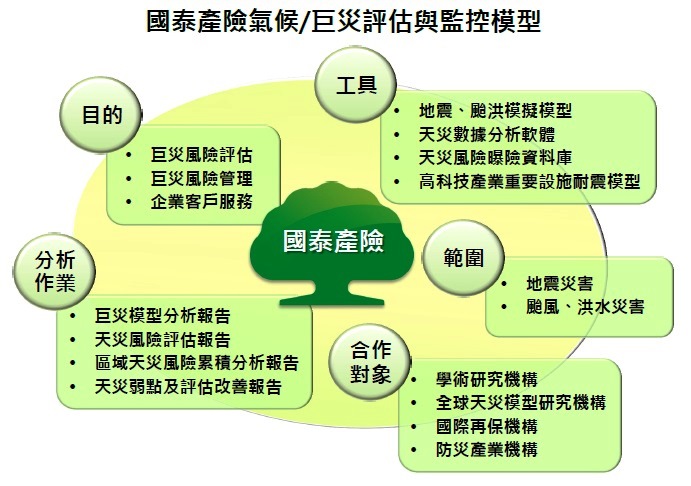 國泰產險氣候/巨災評估與監控模型
目的
• 巨災風險評估
• 巨災風險管理
• 企業客戶服務
工具
• 地震、颱洪模擬模型
• 天災數據分析軟體
• 天災風險曝險資料庫
• 高科技產業重要設施耐震模型
國泰產險
分析
作業
• 巨災模型分析報告
• 天災風險評估報告
• 區域天災風險累積分析報告
• 天災弱點及評估改善報告
範圍
• 地震災害
• 颱風、洪水災害
合作
對象
• 學術研究機構
• 全球天災模型研究機構
• 國際再保機構
• 防災產業機構